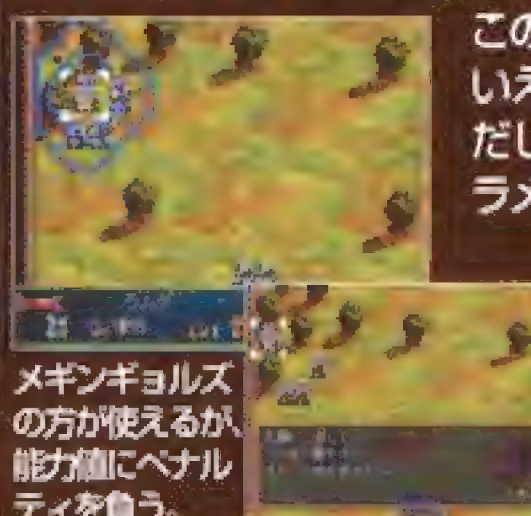 この
いえ
だし
ラメ
メギンギョルズ
の方が使えるが、
能力値にペナル
ティを負う。